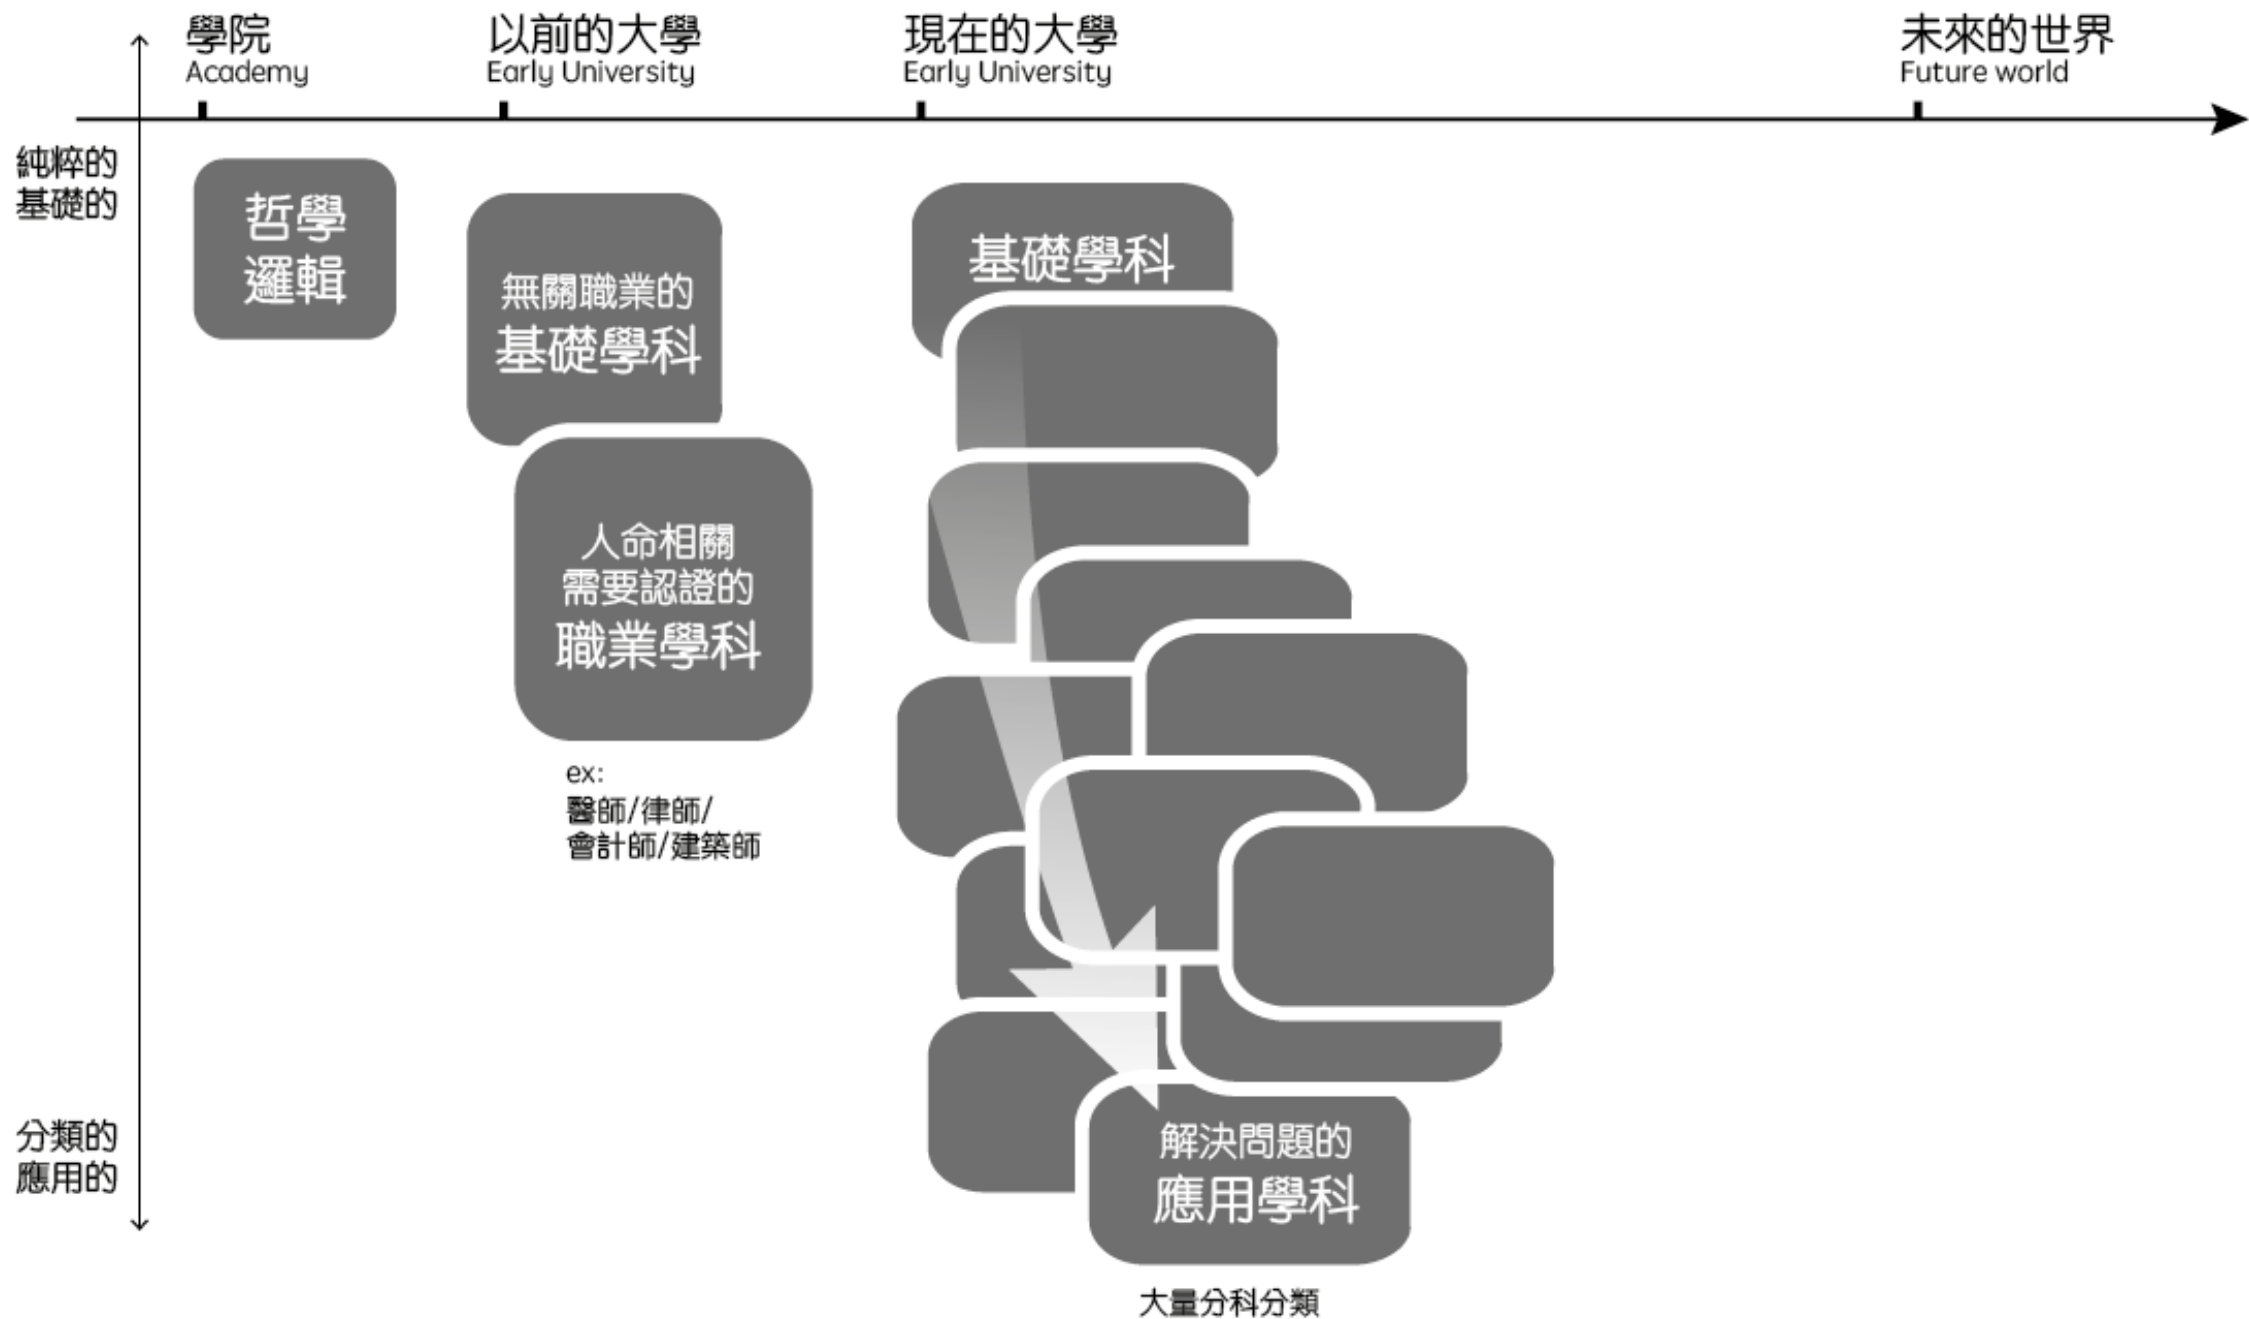 學院
Academy
以前的大學
Early University
現在的大學
Early University
未來的世界
Future world
純粹的
基礎的
哲學
邏輯
無關職業的
基礎學科
人命相關
需要認證的
職業學科
ex:
醫師/律師/
會計師/建築師
基礎學科
解決問題的
應用學科
大量分科分類
分類的
應用的